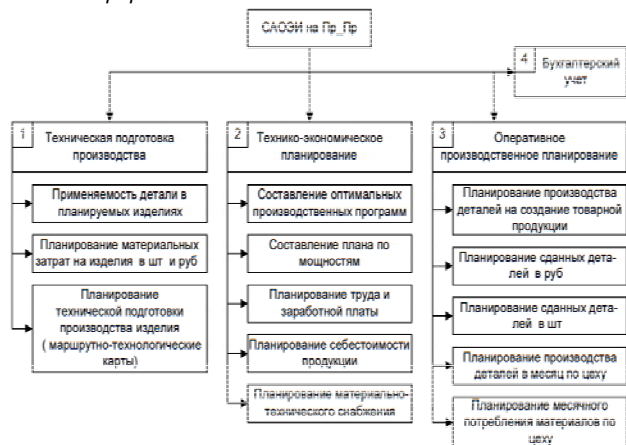 САОЭИ на Пр_Пр
4
Бухгалтерский
учет
1
Техническая подготовка
производства
Применяемость детали в
планируемых изделиях
Планирование материальных
затрат на изделия в шт и руб
Планирование
технической подготовки
производства изделия
( маршрутно-технологические
карты)
2
Технико-экономическое
планирование
Составление оптимальных
производственных программ
Составление плана по
мощностям
Планирование труда и
заработной платы
Планирование себестоимости
продукции
Планирование материально-
технического снабжения
3
Оперативное
производственное планирование
Планирование производства
деталей на создание товарной
продукции
Планирование сданных дета-
лей в руб
Планирование сданных дета-
лей в шт
Планирование производства
деталей в месяц по цеху
Планирование месячного
потребления материалов по
цеху